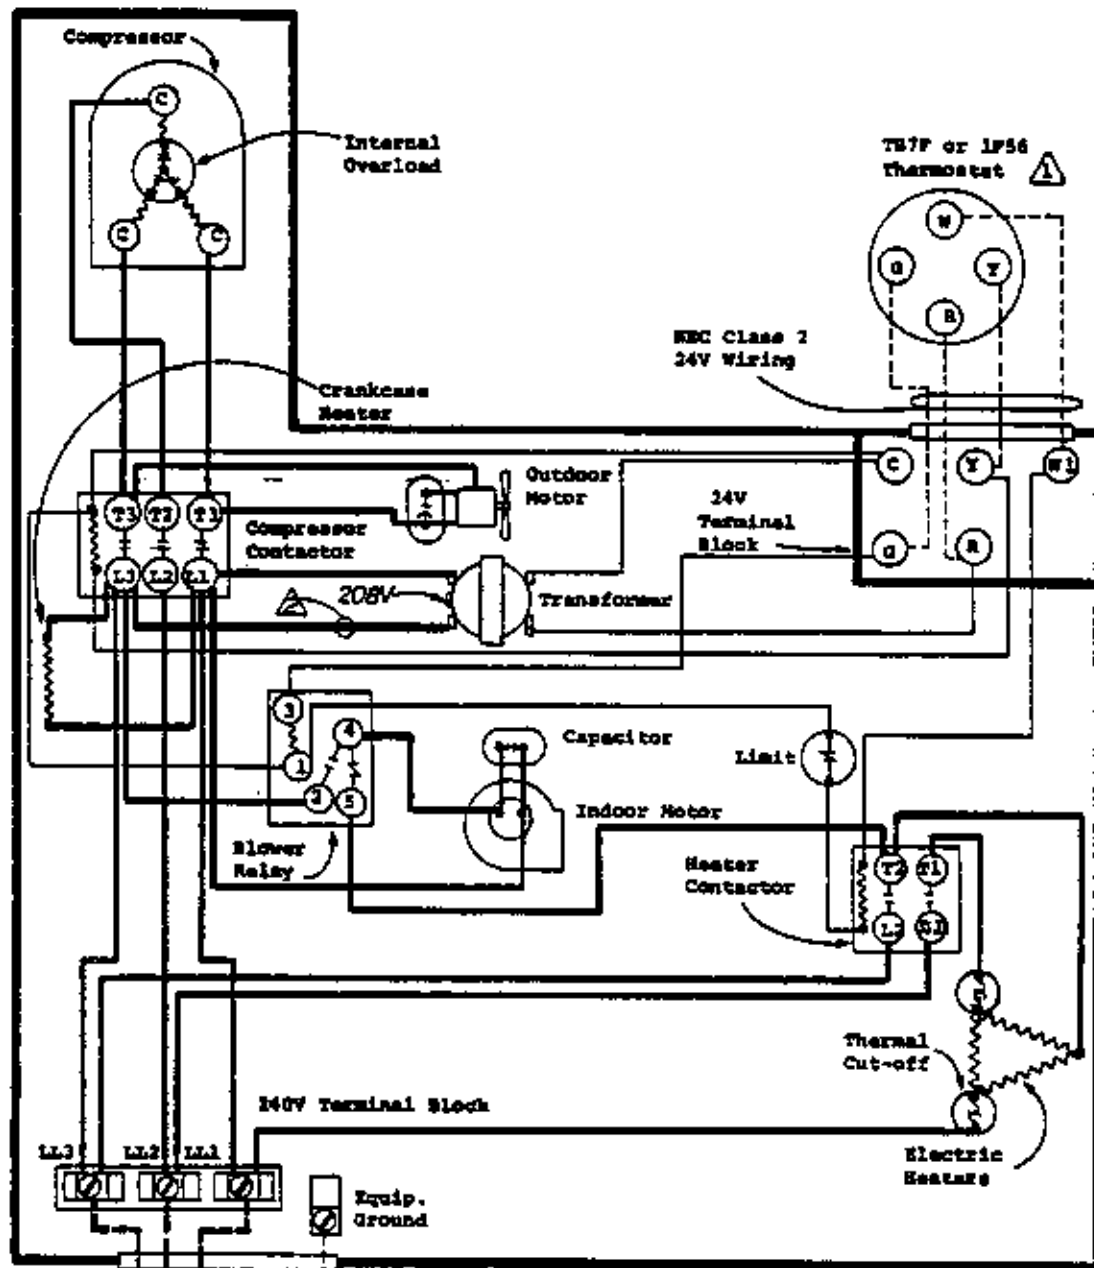 Compressor
C
Internal
Overload
C
C
TB7F or 1F56
Thermostat 1
W
G
Y
R
NEC Class 2
24V Wiring
Crankcase
Heater
Outdoor
Motor
C
Y
W1
24V
Terminal
Block
G
R
T3
T2
T1
Compressor
Contactor
L3
L2
L1
2
208V
Transformer
3
4
1
2
5
Capacitor
Limit
Indoor Motor
Blower
Relay
Heater
Contactor
T2
T1
L2
Thermal
Cut-off
240V Terminal Block
LL3
LL2
LL1
Electric
Heaters
Equip.
Ground